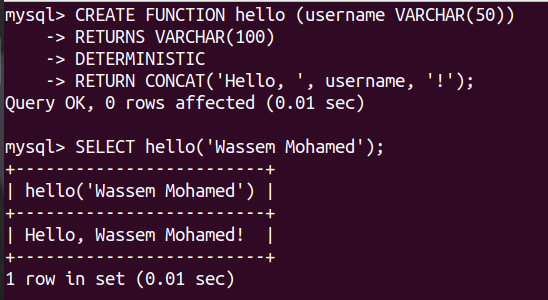 mysql> CREATE FUNCTION hello (username VARCHAR(50))
    -> RETURNS VARCHAR(100)
    -> DETERMINISTIC
    -> RETURN CONCAT('Hello, ', username, '!');
Query OK, 0 rows affected (0.01 sec)

mysql> SELECT hello('Wassem Mohamed');
+-------------------------+
| hello('Wassem Mohamed') |
+-------------------------+
| Hello, Wassem Mohamed!  |
+-------------------------+
1 row in set (0.01 sec)